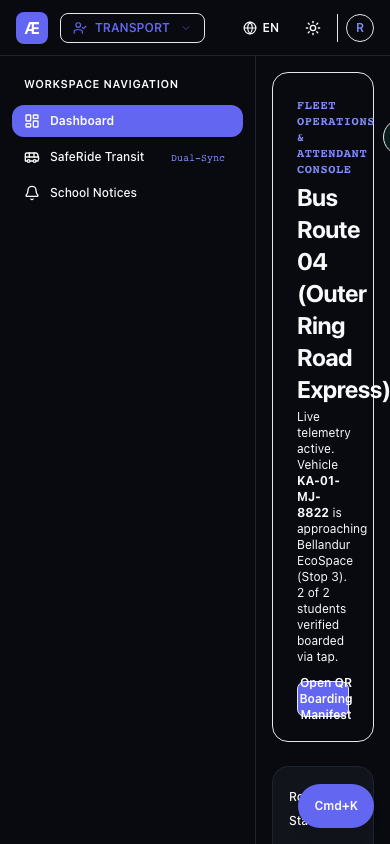 Æ TRANSPORT EN R
WORKSPACE NAVIGATION
Dashboard
SafeRide Transit Dual-Sync
School Notices
FLEET
OPERATIONS
&
ATTENDANT
CONSOLE
Bus
Route
04
(Outer
Ring
Road
Express)
Live
telemetry
active.
Vehicle
KA-01-
MJ-
8822 is
approaching
Bellandur
EcoSpace
(Stop 3).
2 of 2
students
verified
boarded
via tap.
Open QR
Boarding
Manifest
Cmd+K